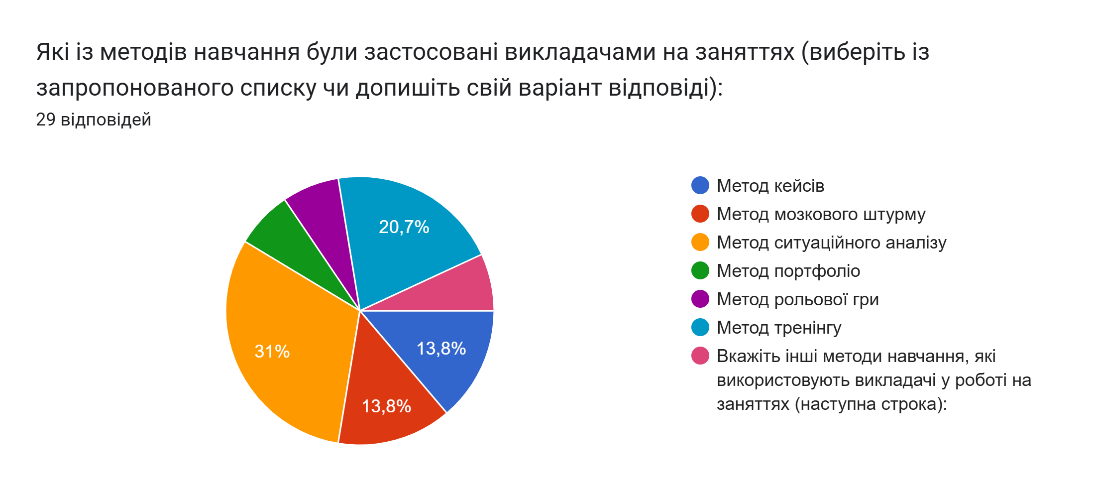 Які із методів навчання були застосовані викладачами на заняттях (виберіть із
запропонованого списку чи допишіть свій варіант відповіді):
29 відповідей
20,7%
13,8%
13,8%
31%
Метод кейсів
Метод мозкового штурму
Метод ситуаційного аналізу
Метод портфоліо
Метод рольової гри
Метод тренінгу
Вкажіть інші методи навчання, які
використовують викладачі у роботі на
заняттях (наступна строка):